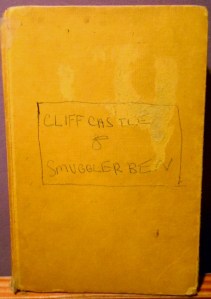 CLIFF CASTLE
&
SMUGGLER BEN